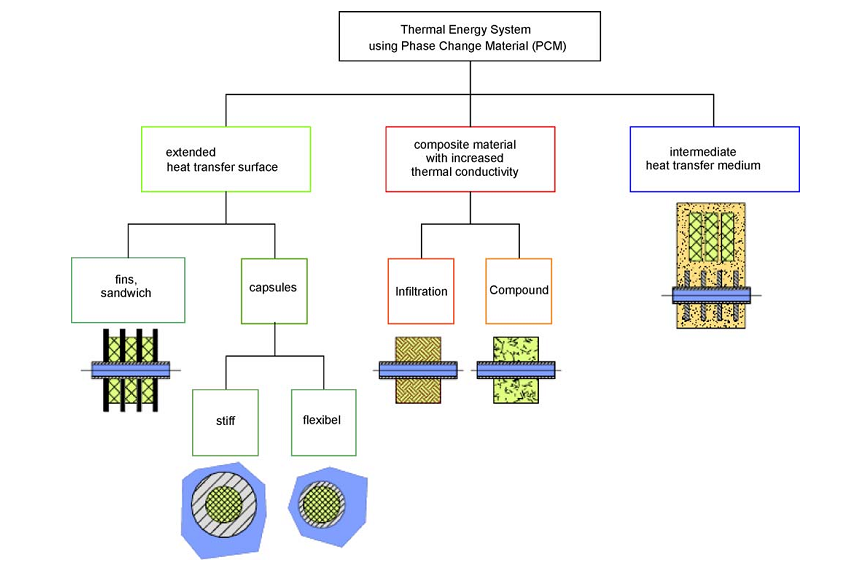 Thermal Energy System
using Phase Change Material (PCM)
extended
heat transfer surface
composite material
with increased
thermal conductivity
intermediate
heat transfer medium
fins,
sandwich
capsules
Infiltration
Compound
stiff
flexibel